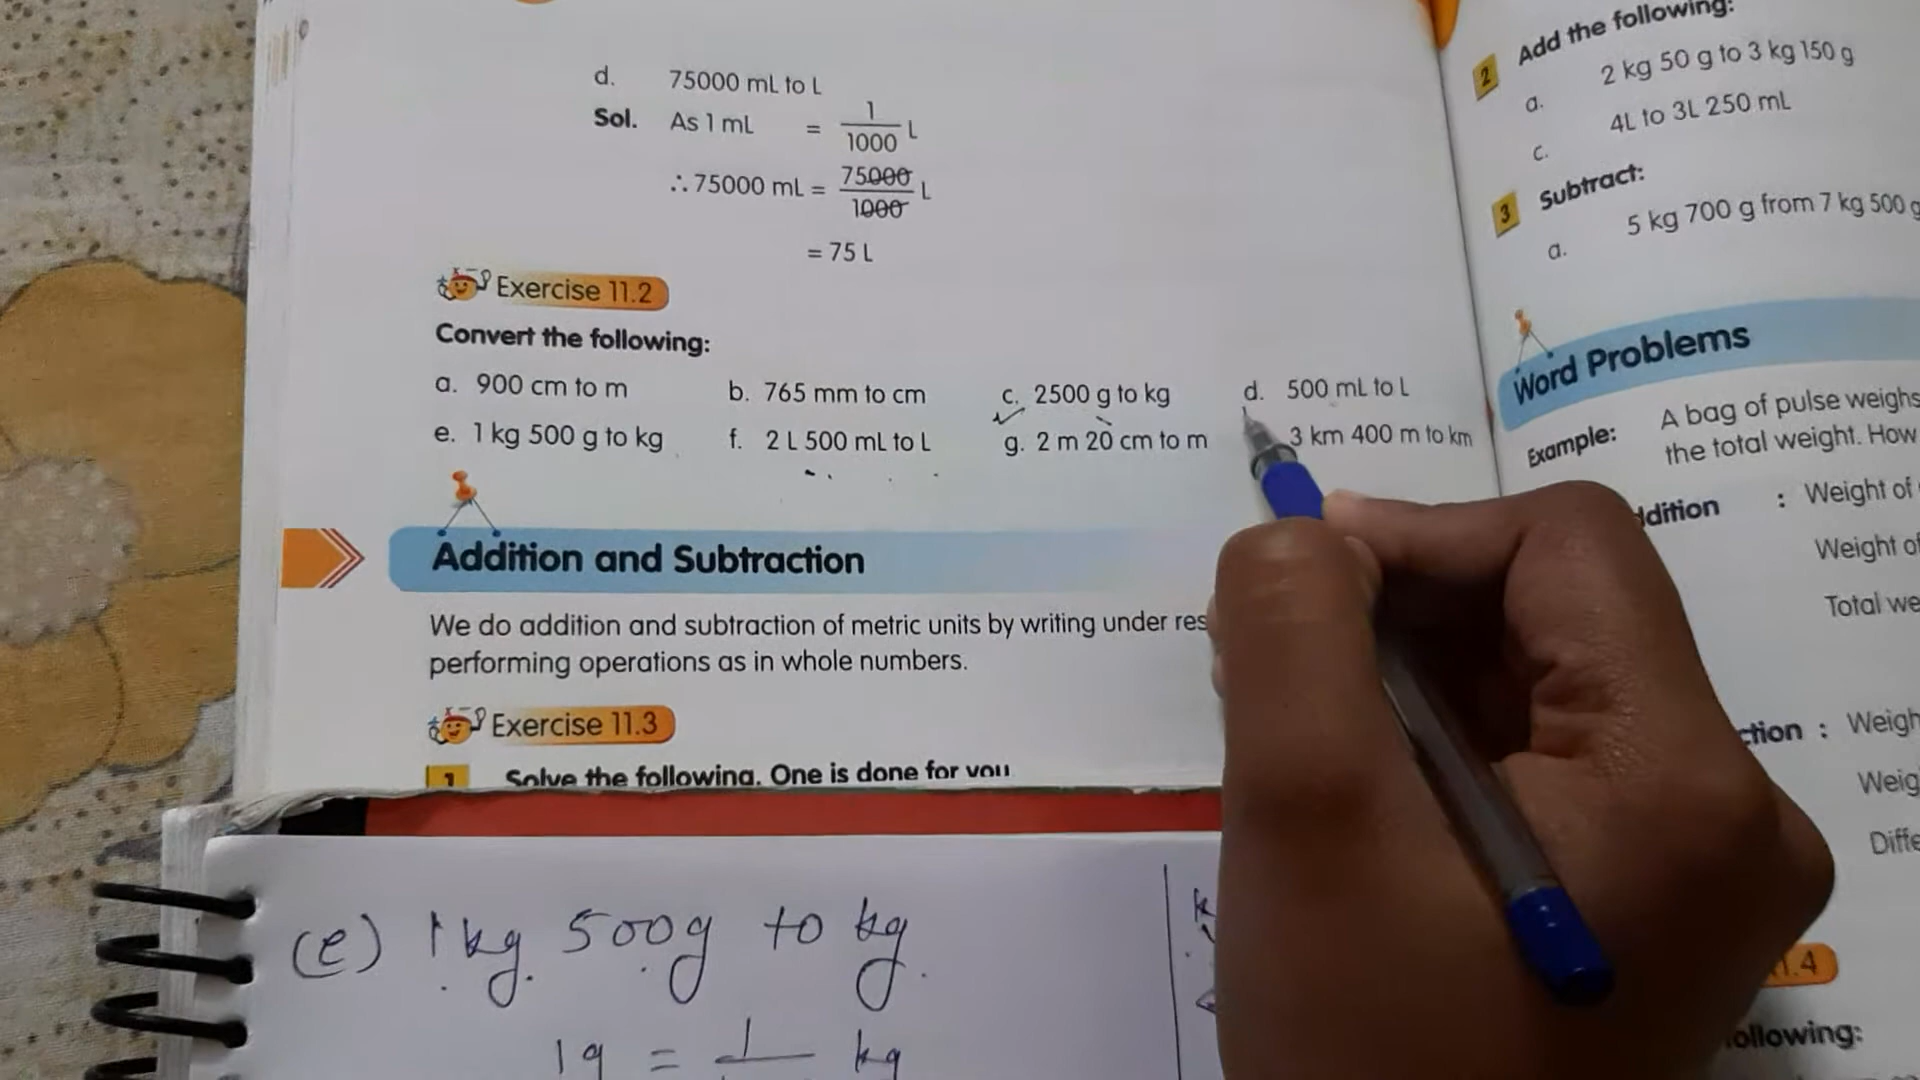 d. 75000 mL to L
Sol. As 1 mL = 1/1000 L
∴ 75000 mL = 75000/1000 L
= 75 L
Exercise 11.2
Convert the following:
a. 900 cm to m b. 765 mm to cm c. 2500 g to kg d. 500 mL to L
e. 1 kg 500 g to kg f. 2 L 500 mL to L g. 2 m 20 cm to m 3 km 400 m to km
Addition and Subtraction
We do addition and subtraction of metric units by writing under res
performing operations as in whole numbers.
Exercise 11.3
1 Solve the following. One is done for you
(e) 1 kg 500g to kg
1g = 1 kg
2 Add the following:
a. 2 kg 50 g to 3 kg 150 g
c. 4L to 3L 250 mL
3 Subtract:
a. 5 kg 700 g from 7 kg 500 g
Word Problems
Example: A bag of pulse weighs
the total weight. How
ddition : Weight of
Weight of
Total we
ction : Weigh
Weig
Diffe
1.4
ollowing: